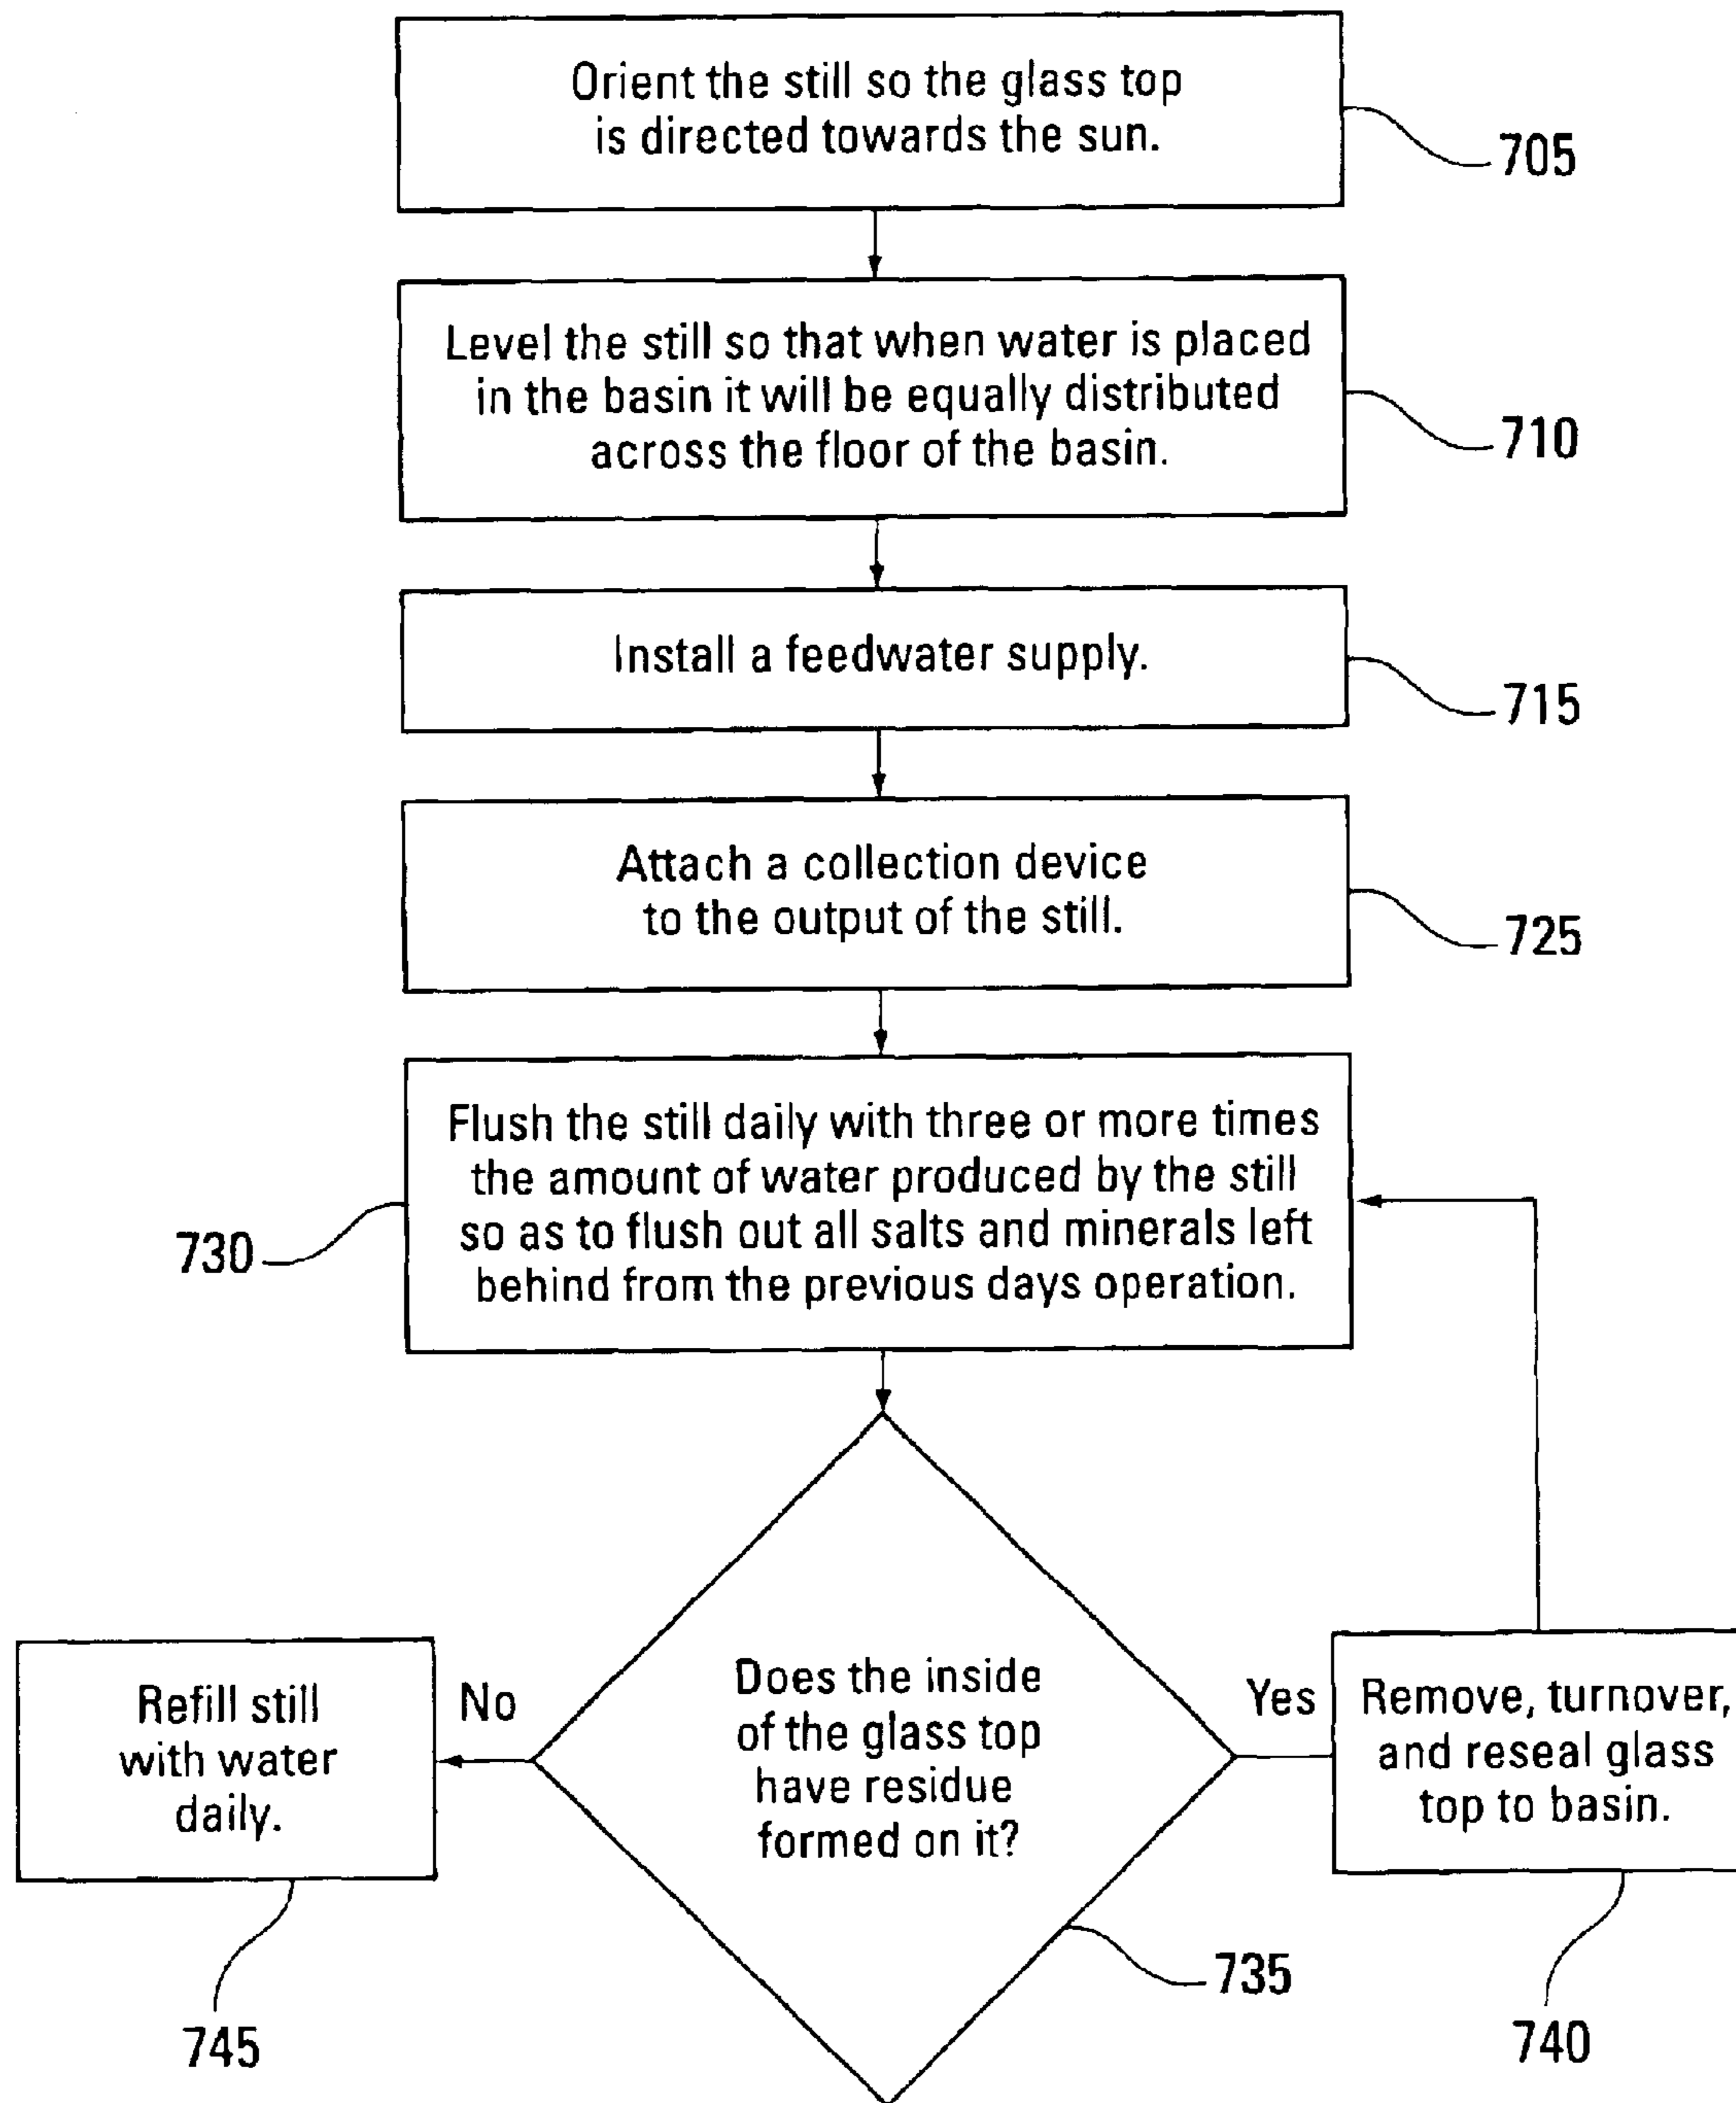 Orient the still so the glass top
is directed towards the sun.
705
Level the still so that when water is placed
in the basin it will be equally distributed
across the floor of the basin.
710
Install a feedwater supply.
715
Attach a collection device
to the output of the still.
725
Flush the still daily with three or more times
the amount of water produced by the still
so as to flush out all salts and minerals left
behind from the previous days operation.
730
Does the inside
of the glass top
have residue
formed on it?
735
No
Refill still
with water
daily.
745
Yes
Remove, turnover,
and reseal glass
top to basin.
740